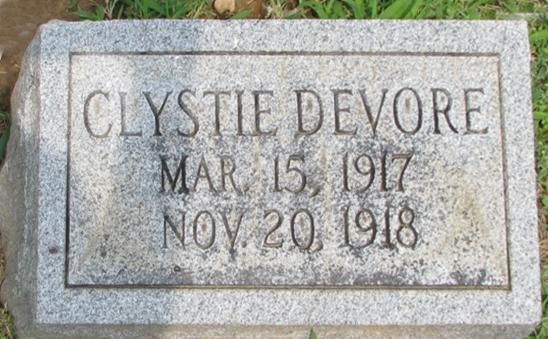 CLYSTIE DEVORE
MAR. 15, 1917
NOV. 20, 1918